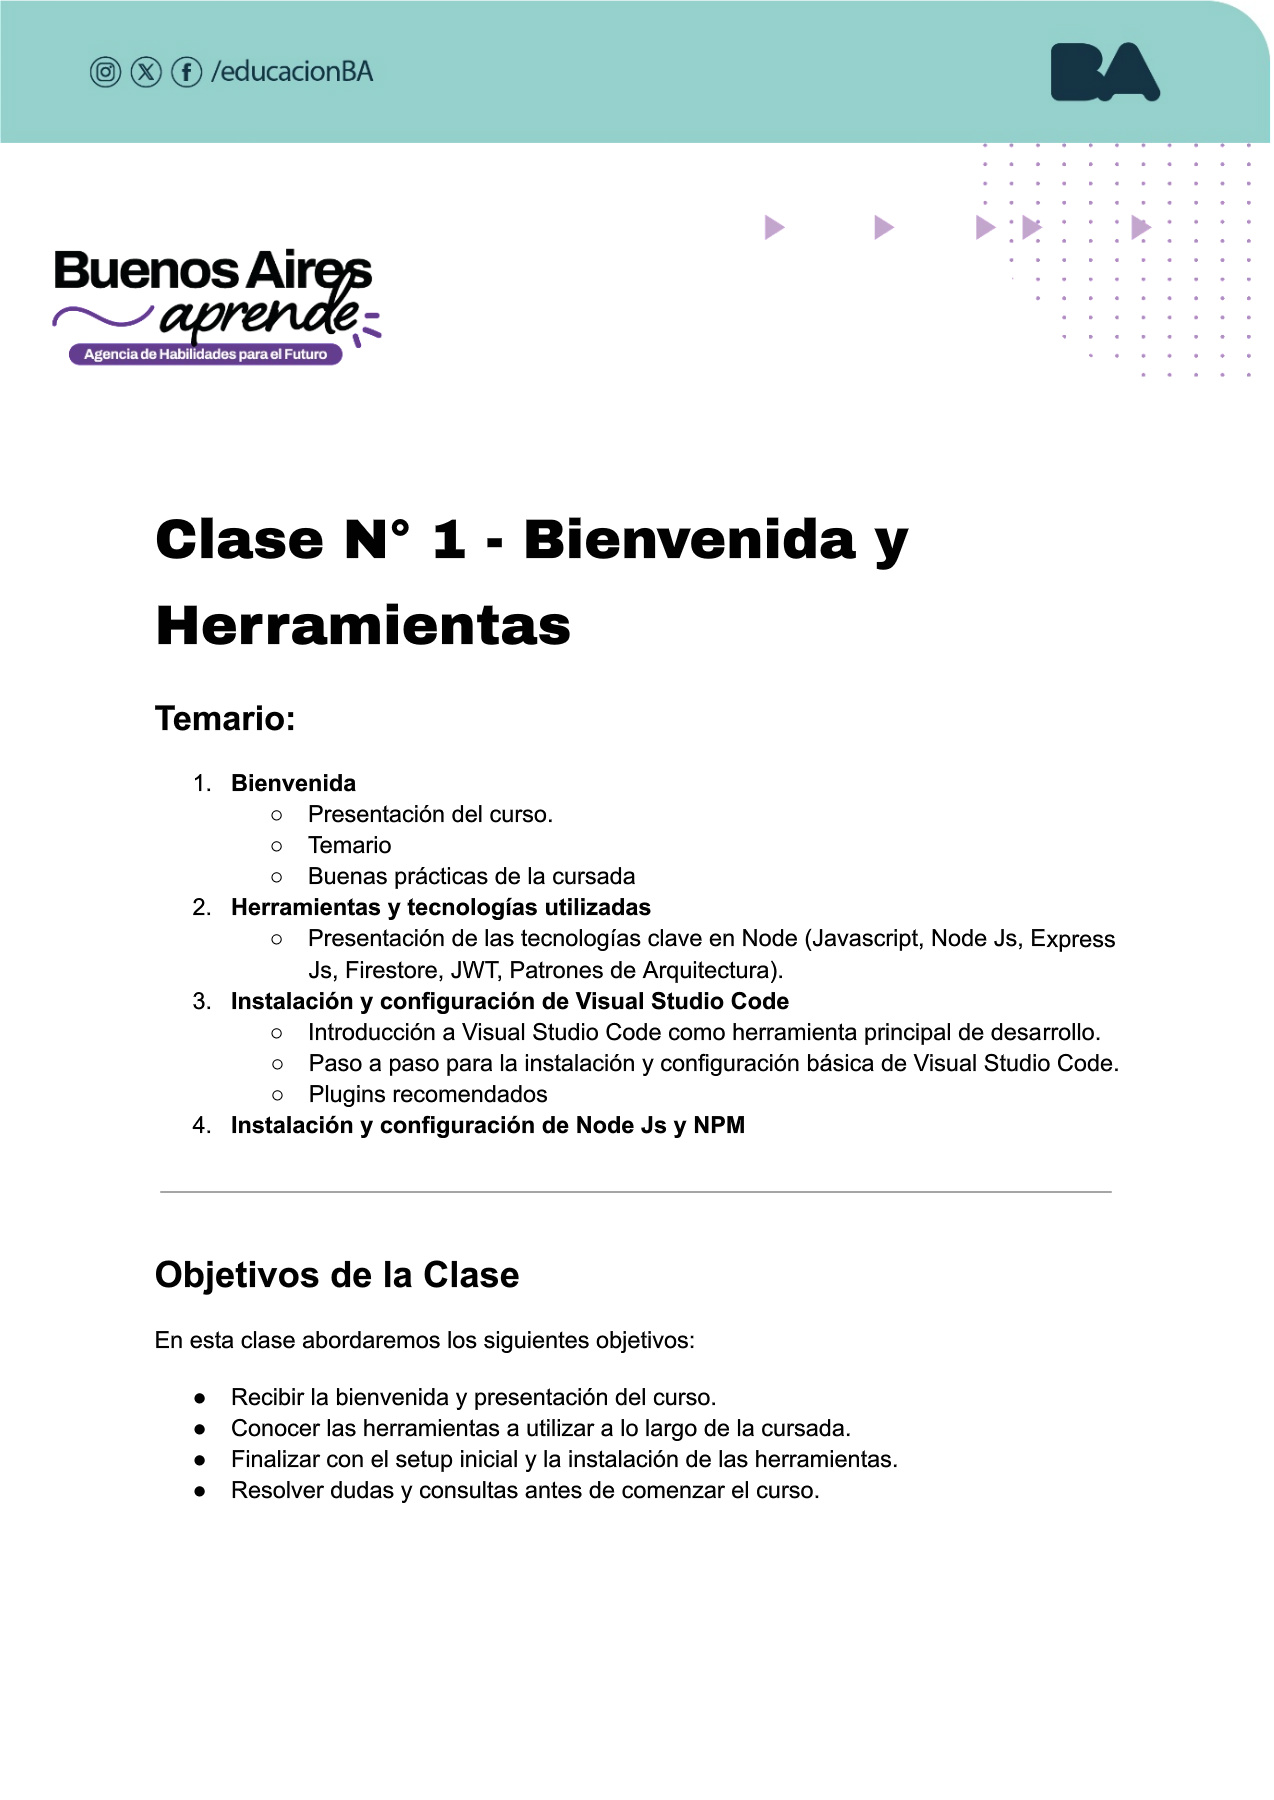 /educacionBA
BA
Buenos Aires
aprende
Agencia de Habilidades para el Futuro
Clase N° 1 - Bienvenida y
Herramientas
Temario:
1. Bienvenida
○ Presentación del curso.
○ Temario
○ Buenas prácticas de la cursada
2. Herramientas y tecnologías utilizadas
○ Presentación de las tecnologías clave en Node (Javascript, Node Js, Express
Js, Firestore, JWT, Patrones de Arquitectura).
3. Instalación y configuración de Visual Studio Code
○ Introducción a Visual Studio Code como herramienta principal de desarrollo.
○ Paso a paso para la instalación y configuración básica de Visual Studio Code.
○ Plugins recomendados
4. Instalación y configuración de Node Js y NPM
Objetivos de la Clase
En esta clase abordaremos los siguientes objetivos:
● Recibir la bienvenida y presentación del curso.
● Conocer las herramientas a utilizar a lo largo de la cursada.
● Finalizar con el setup inicial y la instalación de las herramientas.
● Resolver dudas y consultas antes de comenzar el curso.